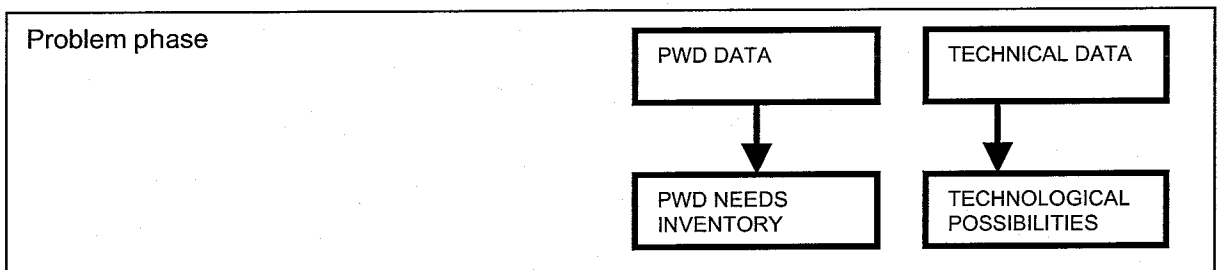 Problem phase
PWD DATA
TECHNICAL DATA
PWD NEEDS
INVENTORY
TECHNOLOGICAL
POSSIBILITIES